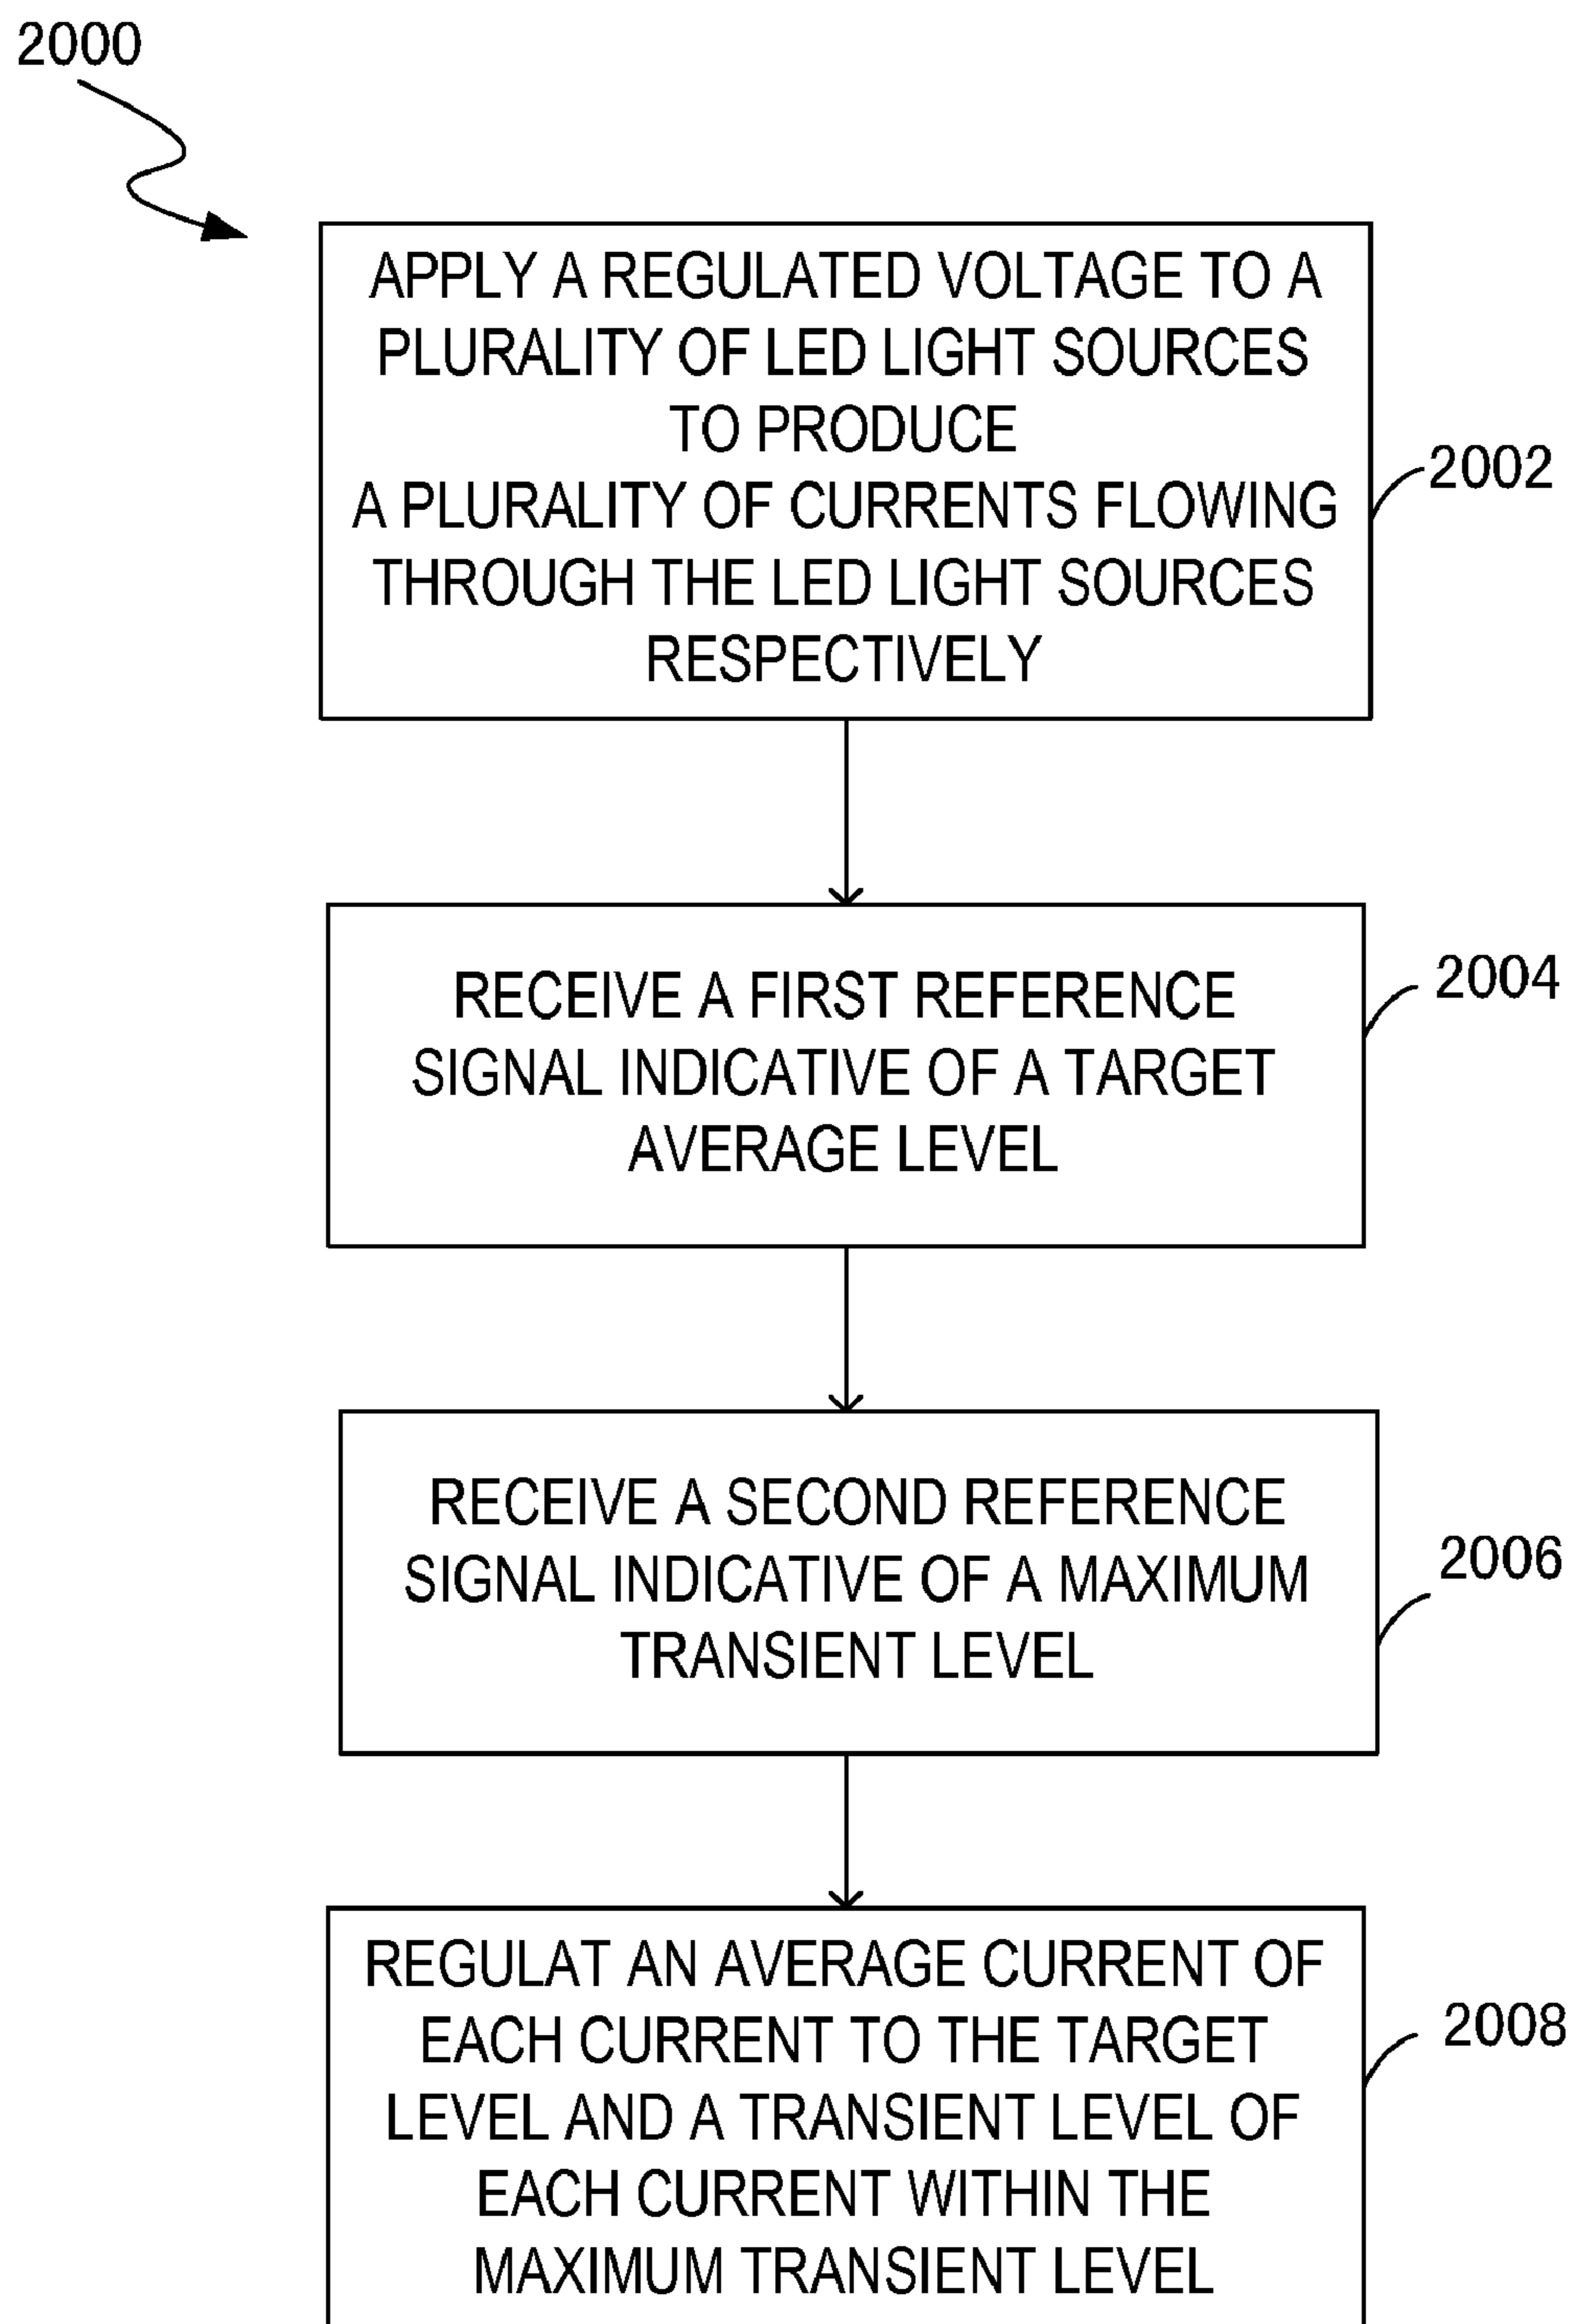 2000
APPLY A REGULATED VOLTAGE TO A
PLURALITY OF LED LIGHT SOURCES
TO PRODUCE
A PLURALITY OF CURRENTS FLOWING
THROUGH THE LED LIGHT SOURCES
RESPECTIVELY
2002
RECEIVE A FIRST REFERENCE
SIGNAL INDICATIVE OF A TARGET
AVERAGE LEVEL
2004
RECEIVE A SECOND REFERENCE
SIGNAL INDICATIVE OF A MAXIMUM
TRANSIENT LEVEL
2006
REGULAT AN AVERAGE CURRENT OF
EACH CURRENT TO THE TARGET
LEVEL AND A TRANSIENT LEVEL OF
EACH CURRENT WITHIN THE
MAXIMUM TRANSIENT LEVEL
2008